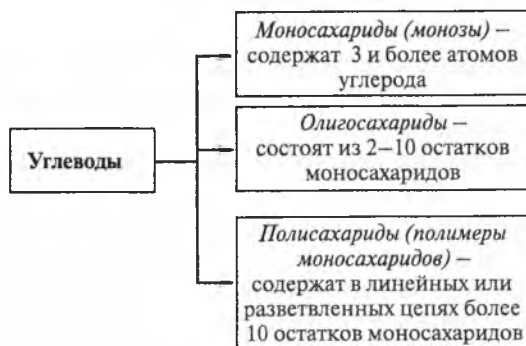 Моносахариды (монозы) –
содержат 3 и более атомов
углерода
Углеводы
Олигосахариды –
состоят из 2–10 остатков
моносахаридов
Полисахариды (полимеры
моносахаридов) –
содержат в линейных или
разветвленных цепях более
10 остатков моносахаридов